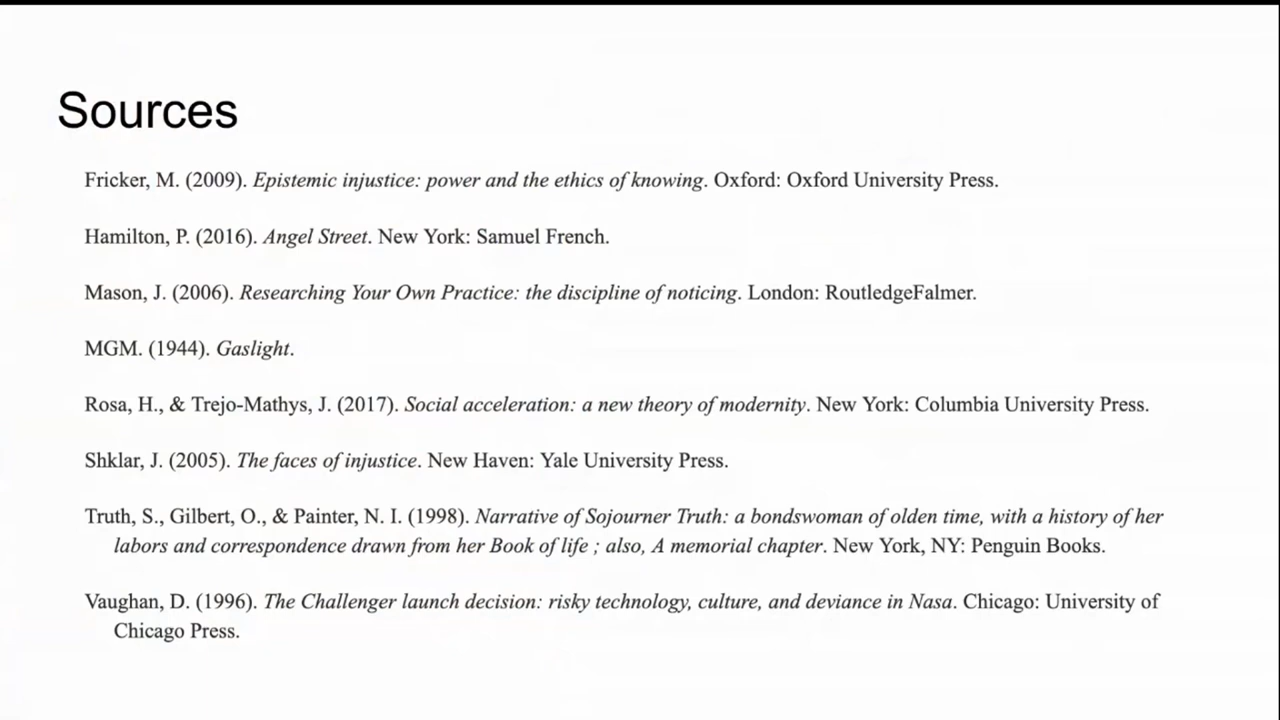 Sources
Fricker, M. (2009). Epistemic injustice: power and the ethics of knowing. Oxford: Oxford University Press.
Hamilton, P. (2016). Angel Street. New York: Samuel French.
Mason, J. (2006). Researching Your Own Practice: the discipline of noticing. London: RoutledgeFalmer.
MGM. (1944). Gaslight.
Rosa, H., & Trejo-Mathys, J. (2017). Social acceleration: a new theory of modernity. New York: Columbia University Press.
Shklar, J. (2005). The faces of injustice. New Haven: Yale University Press.
Truth, S., Gilbert, O., & Painter, N. I. (1998). Narrative of Sojourner Truth: a bondswoman of olden time, with a history of her
labors and correspondence drawn from her Book of life ; also, A memorial chapter. New York, NY: Penguin Books.
Vaughan, D. (1996). The Challenger launch decision: risky technology, culture, and deviance in Nasa. Chicago: University of
Chicago Press.